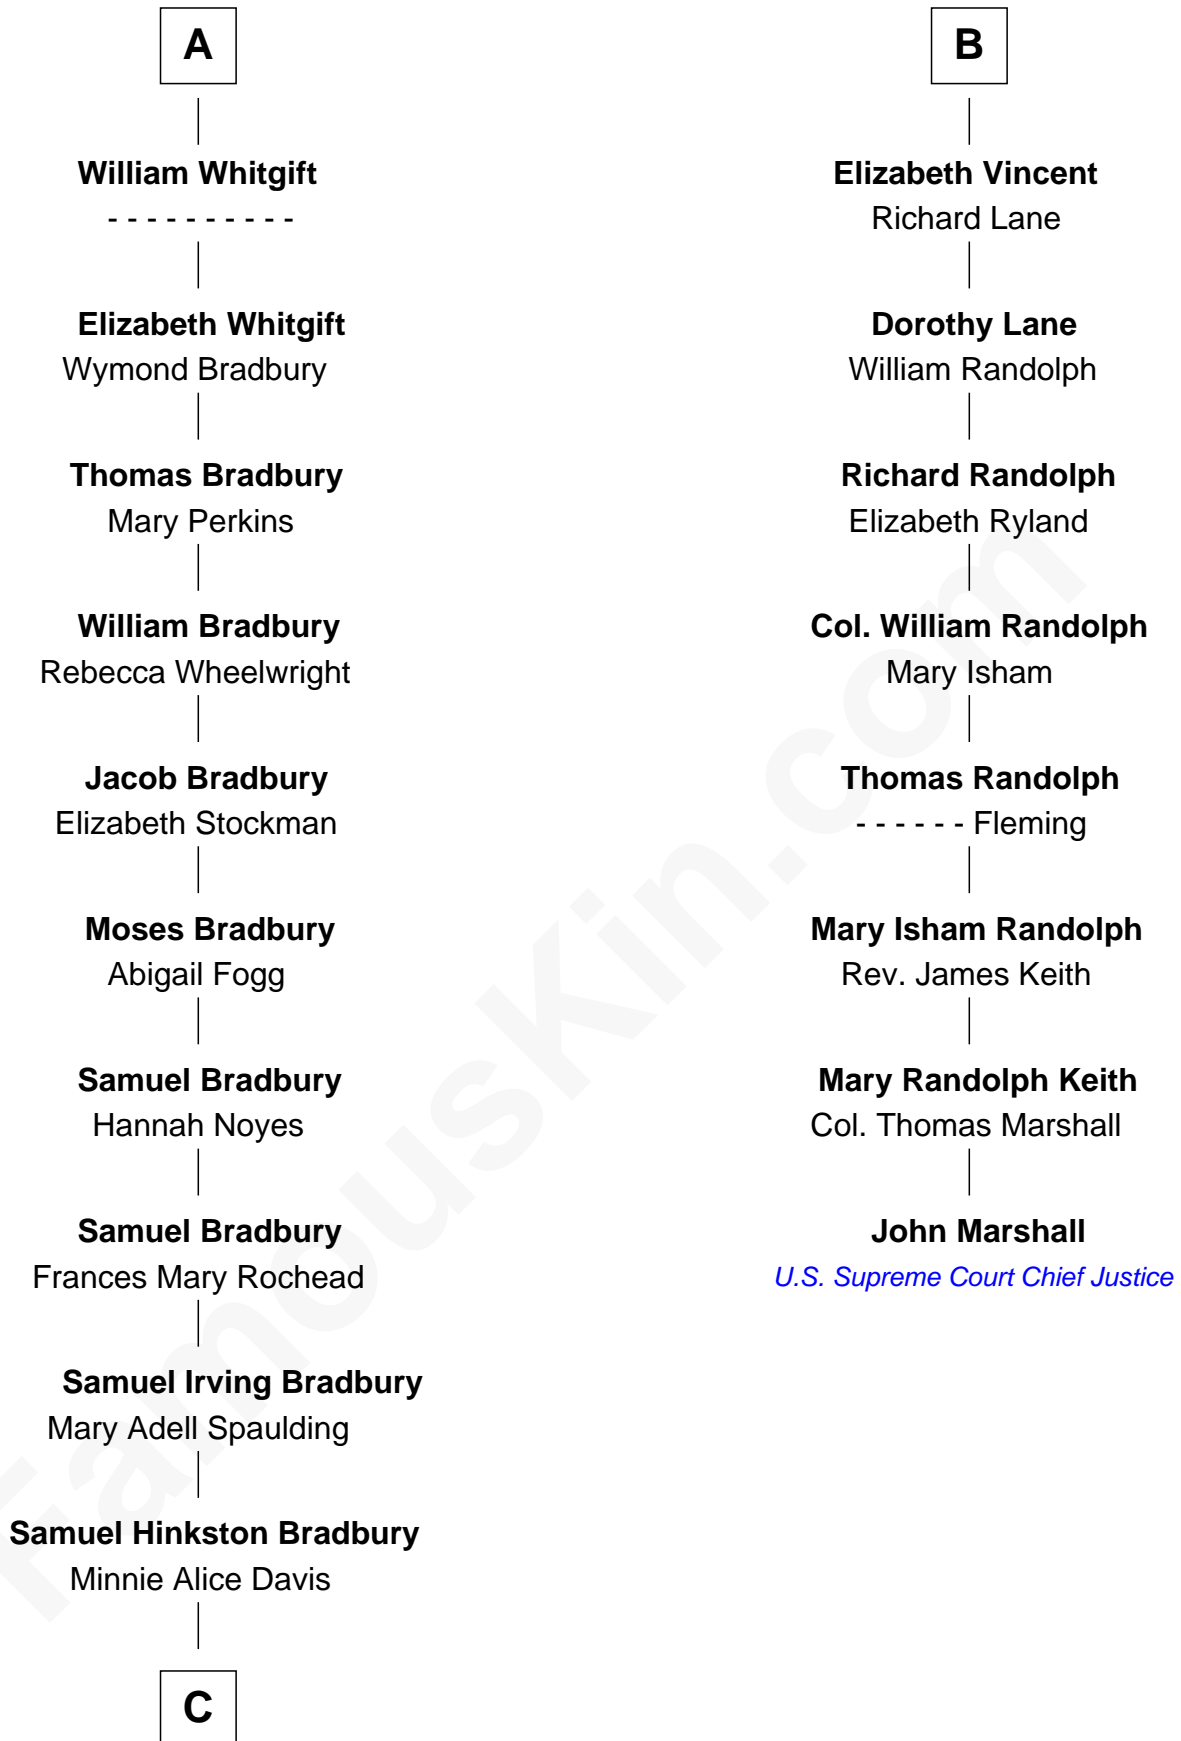 A
William Whitgift
- - - - - - - - - -
Elizabeth Whitgift
Wymond Bradbury
Thomas Bradbury
Mary Perkins
William Bradbury
Rebecca Wheelwright
Jacob Bradbury
Elizabeth Stockman
Moses Bradbury
Abigail Fogg
Samuel Bradbury
Hannah Noyes
Samuel Bradbury
Frances Mary Rochead
Samuel Irving Bradbury
Mary Adell Spaulding
Samuel Hinkston Bradbury
Minnie Alice Davis
C
B
Elizabeth Vincent
Richard Lane
Dorothy Lane
William Randolph
Richard Randolph
Elizabeth Ryland
Col. William Randolph
Mary Isham
Thomas Randolph
- - - - - - Fleming
Mary Isham Randolph
Rev. James Keith
Mary Randolph Keith
Col. Thomas Marshall
John Marshall
U.S. Supreme Court Chief Justice
FamousKin.com